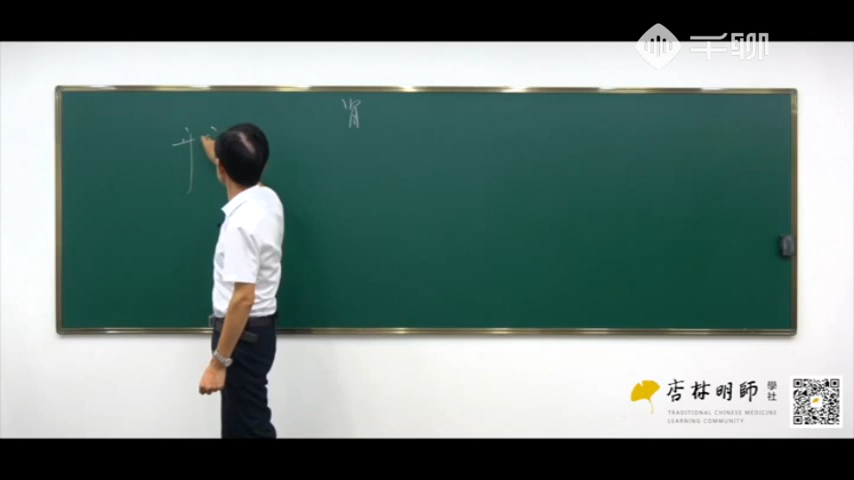 千聊
肾
杏林明師 學社
TRADITIONAL CHINESE MEDICINE
LEARNING COMMUNITY